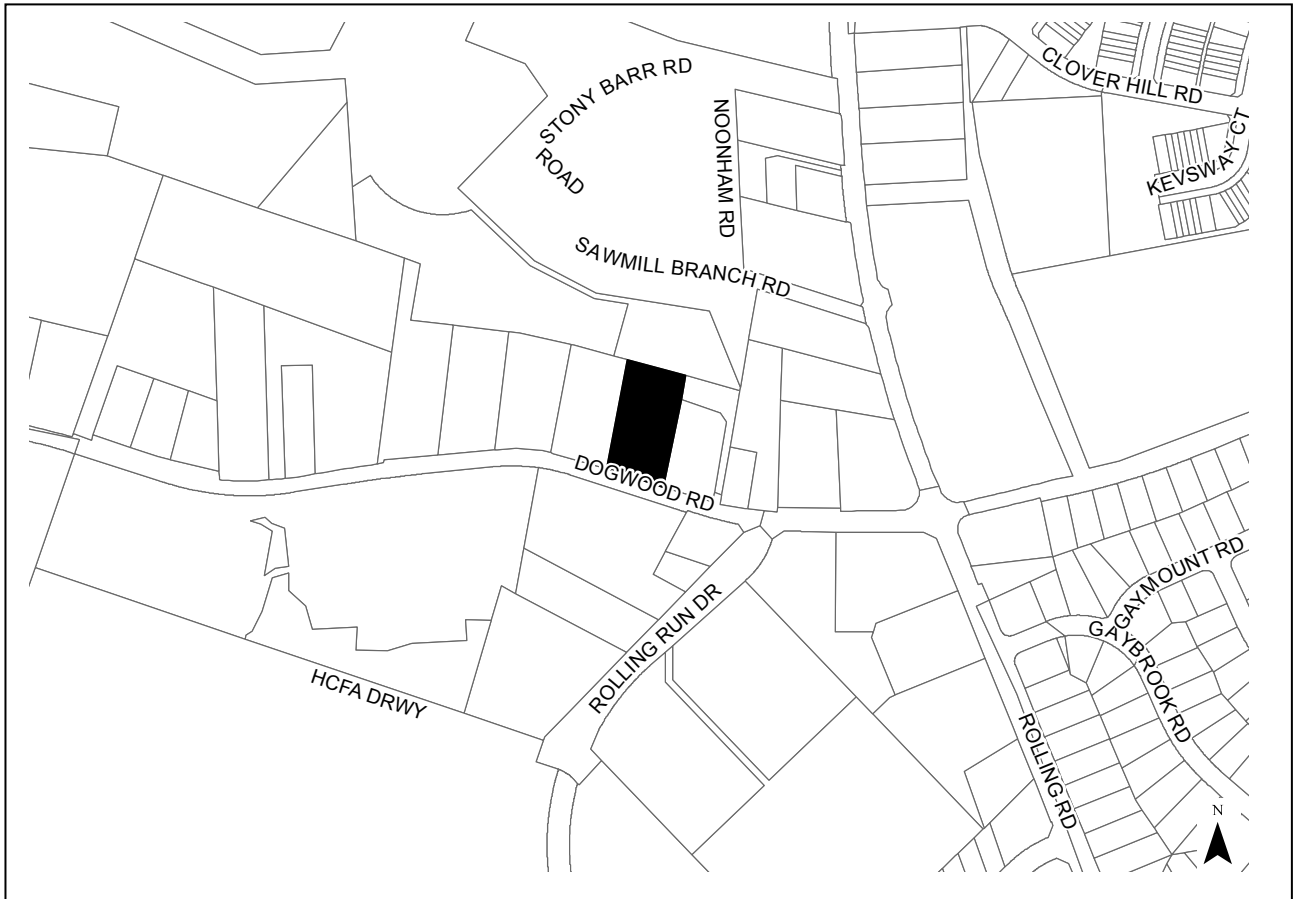 CLOVER HILL RD
STONY BARR RD
NOONHAM RD
KEVSWAY CT
ROAD
SAWMILL BRANCH RD
DOGWOOD RD
GAYMOUNT RD
ROLLING RUN DR
GAYBROOK RD
HCFA DRWY
ROLLING RD
N